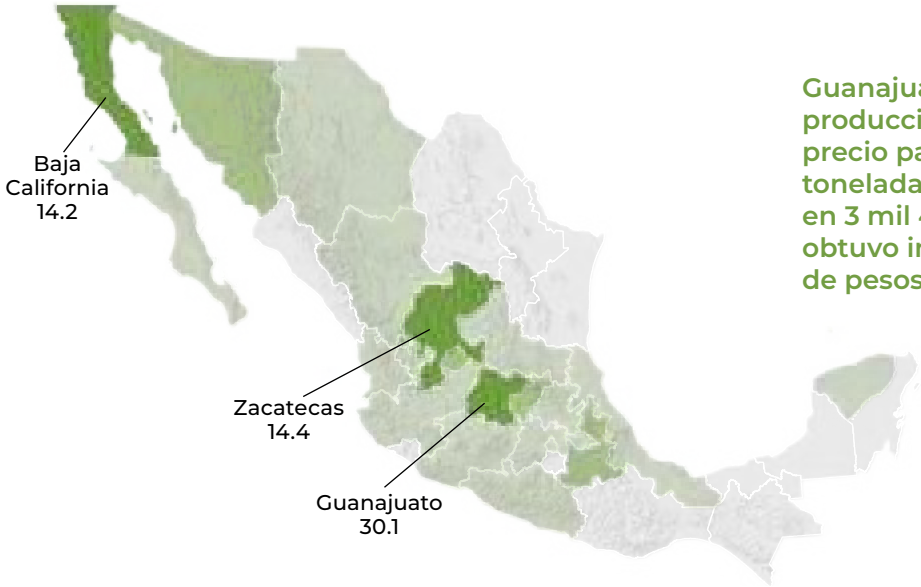 Guanajua
producci
precio pa
tonelada
en 3 mil
obtuvo in
de pesos
Baja
California
14.2
Zacatecas
14.4
Guanajuato
30.1